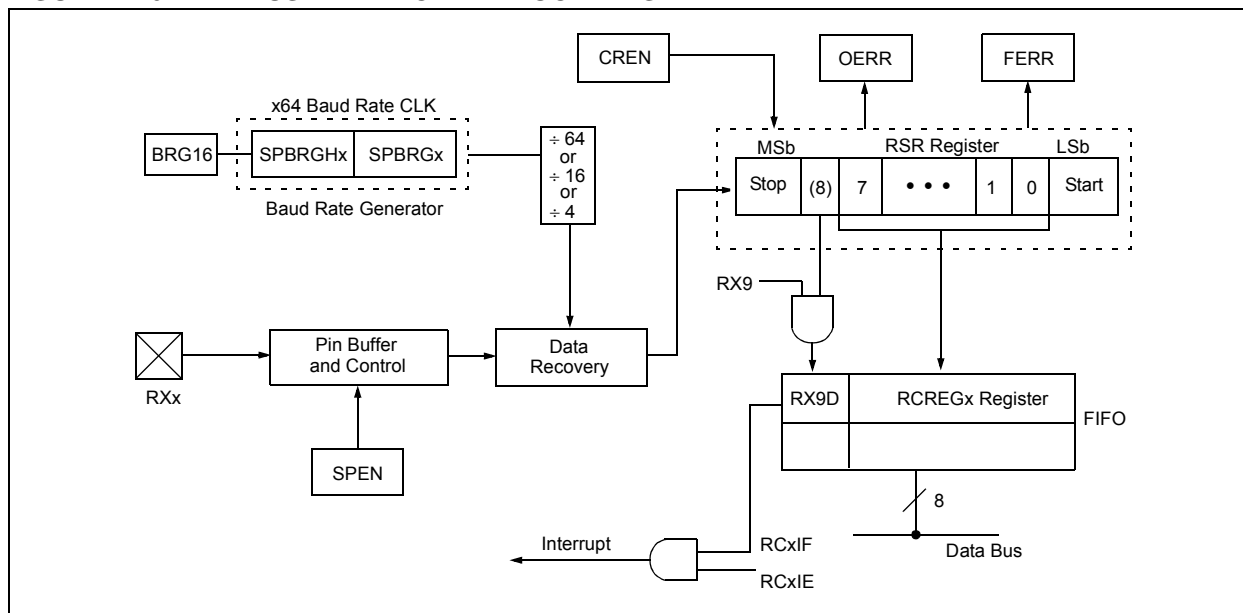 CREN
OERR
FERR
x64 Baud Rate CLK
BRG16
SPBRGHx
SPBRGx
Baud Rate Generator
÷ 64
or
÷ 16
or
÷ 4
MSb
RSR Register
LSb
Stop
(8)
7
• • •
1
0
Start
RX9
RXx
Pin Buffer
and Control
Data
Recovery
SPEN
RX9D
RCREGx Register
FIFO
8
Data Bus
Interrupt
RCxIF
RCxIE